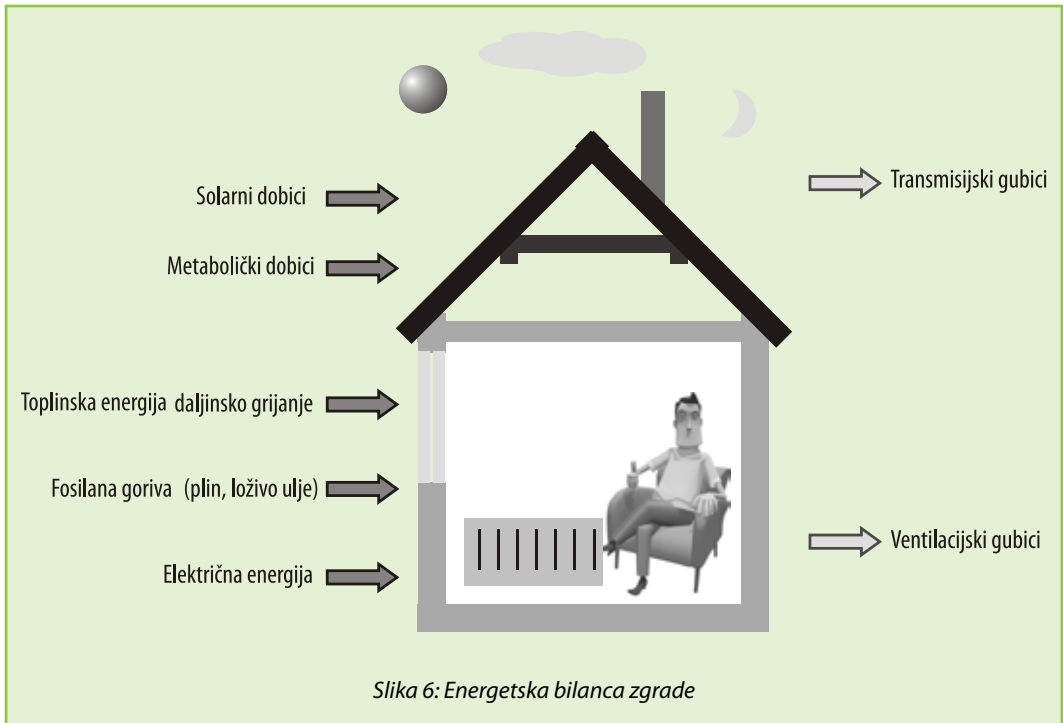 Solarni dobici
Metabolički dobici
Toplinska energija daljinsko grijanje
Fosilana goriva (plin, loživo ulje)
Električna energija
Transmisijski gubici
Ventilacijski gubici
Slika 6: Energetska bilanca zgrade